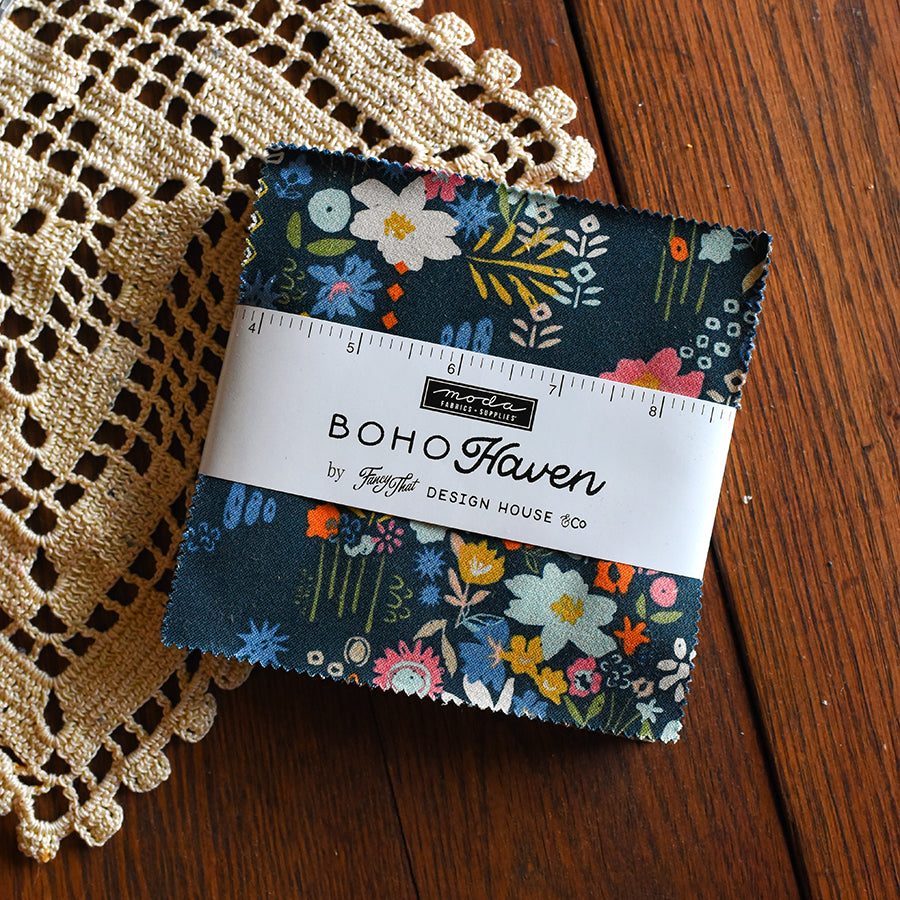 4 5 6 7 8
moda
FABRICS + SUPPLIES®
BOHO Haven
by Fancy That DESIGN HOUSE & CO